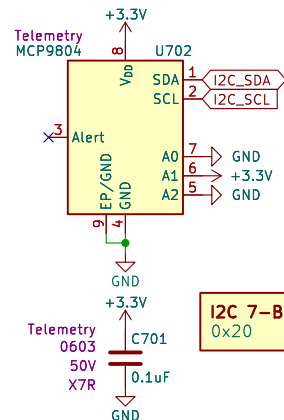 +3.3V
Telemetry
MCP9804
U702
8
VDD
SDA 1 I2C_SDA
SCL 2 I2C_SCL
3 Alert
A0 7 GND
A1 6 +3.3V
A2 5 GND
EP/GND
GND
9 4
GND
+3.3V
Telemetry
0603
50V
X7R
C701
0.1uF
GND
I2C 7-B
0x20